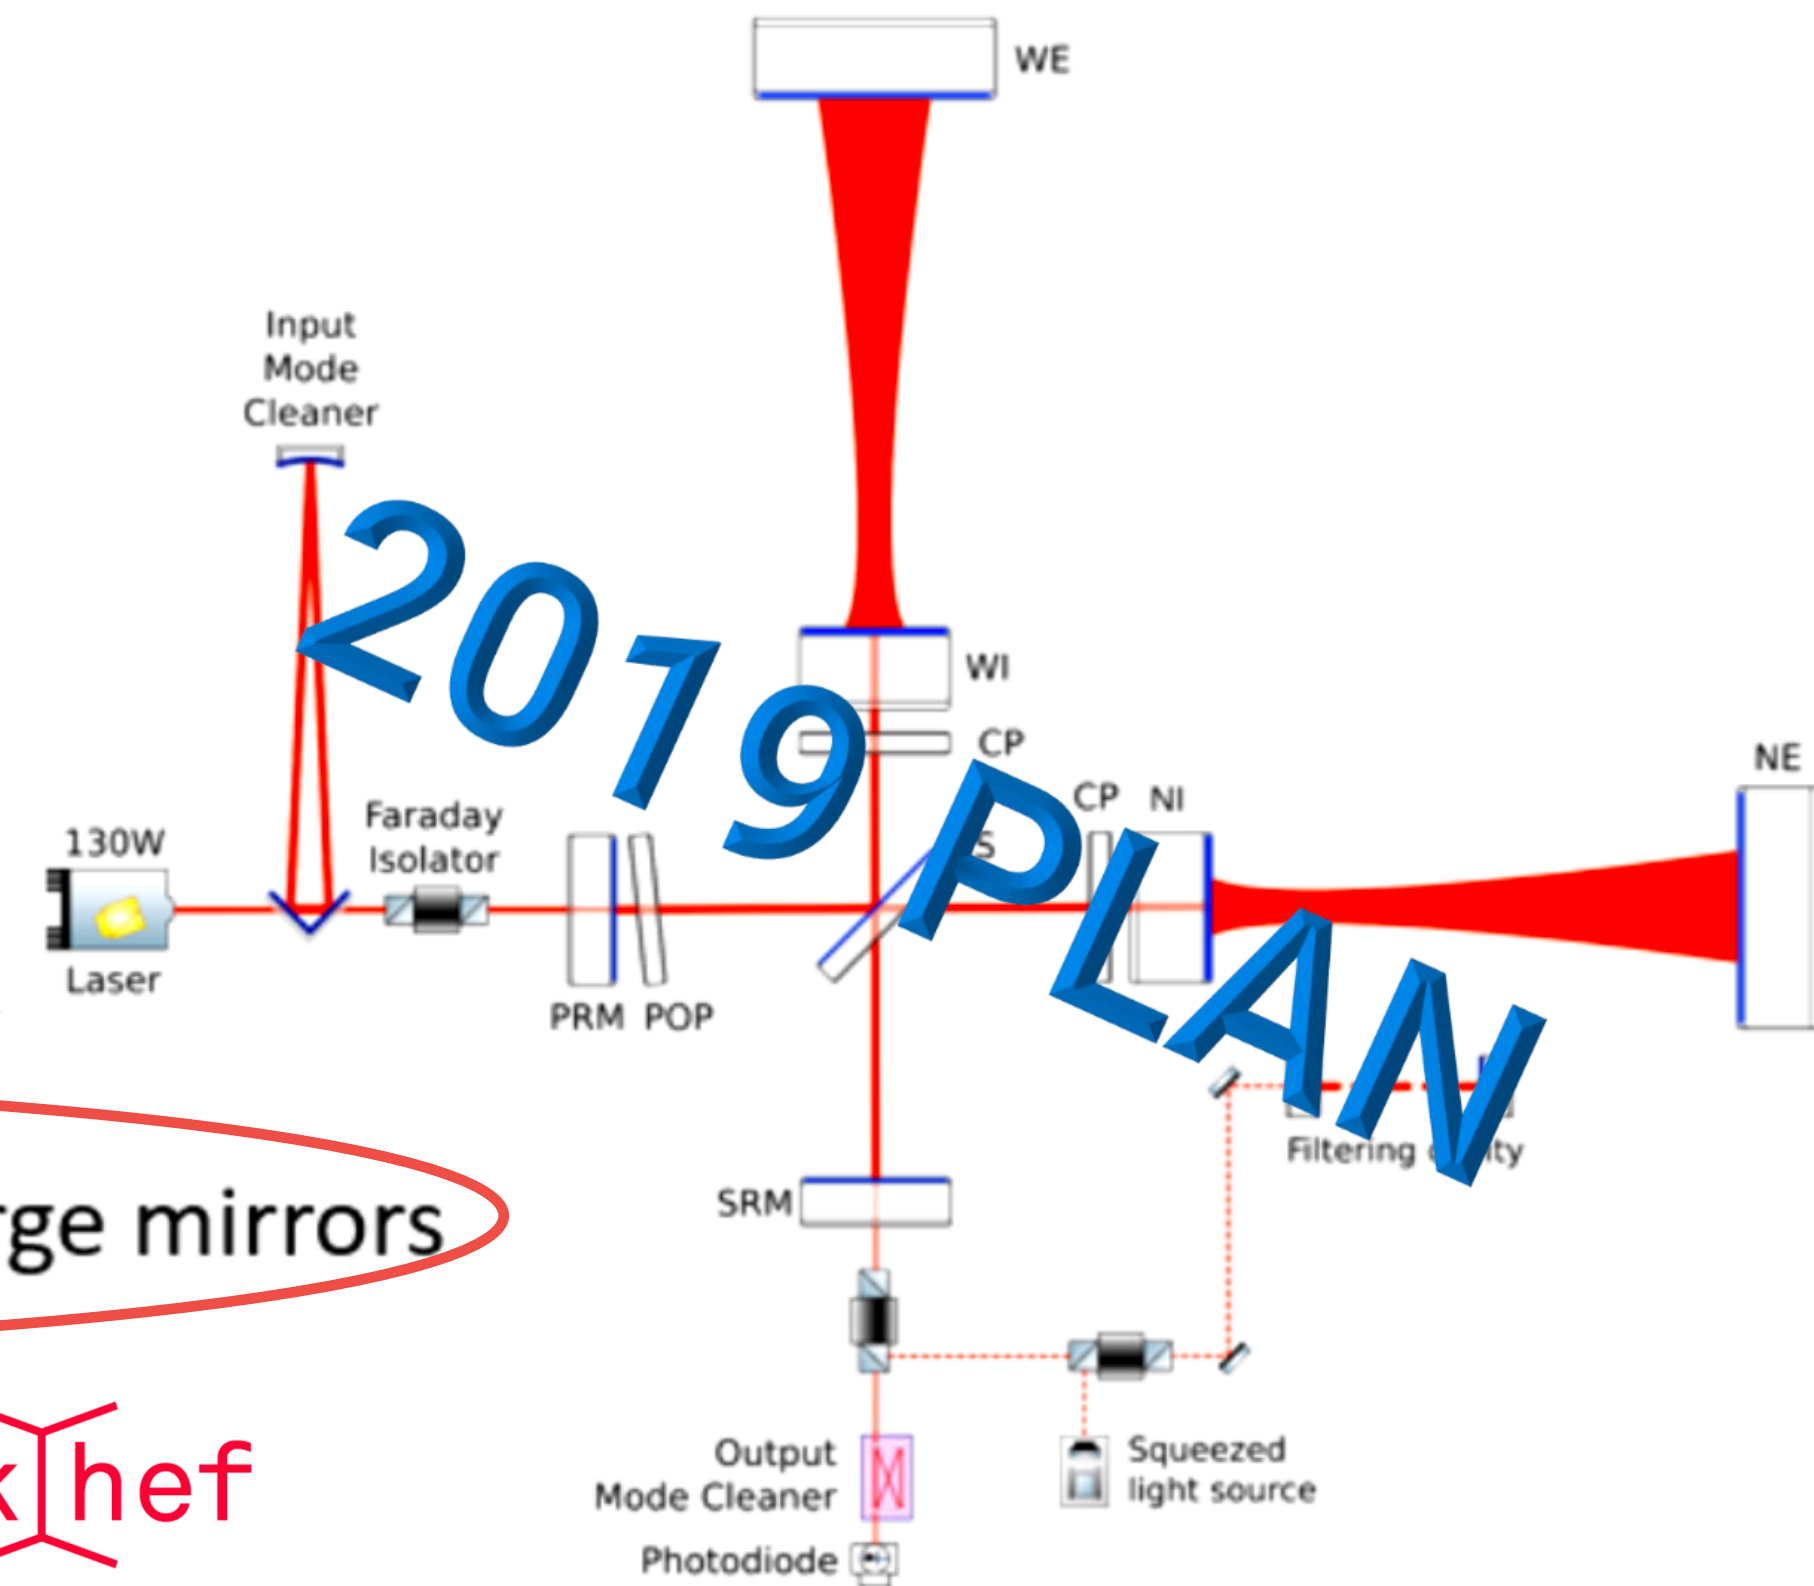 WE
Input
Mode
Cleaner
WI
CP
CP NI
NE
130W
Faraday
Isolator
Laser
PRM POP
2019 PLAN
Filtering
SRM
mirrors
Output
Mode Cleaner
Squeezed
light source
Photodiode
hef